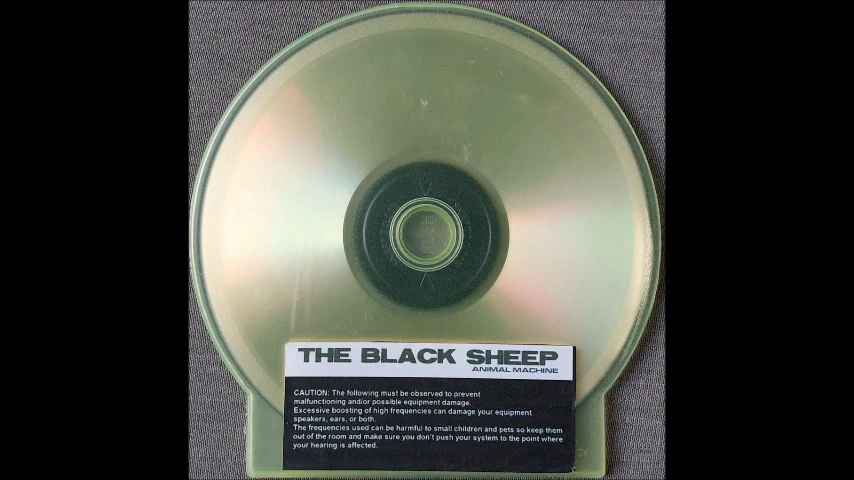 THE BLACK SHEEP
ANIMAL MACHINE
CAUTION: The following must be observed to prevent
malfunctioning and/or possible equipment damage.
Excessive boosting of high frequencies can damage your equipment
speakers, ears, or both.
The frequencies used can be harmful to small children and pets so keep them
out of the room and make sure you don't push your system to the point where
your hearing is affected.